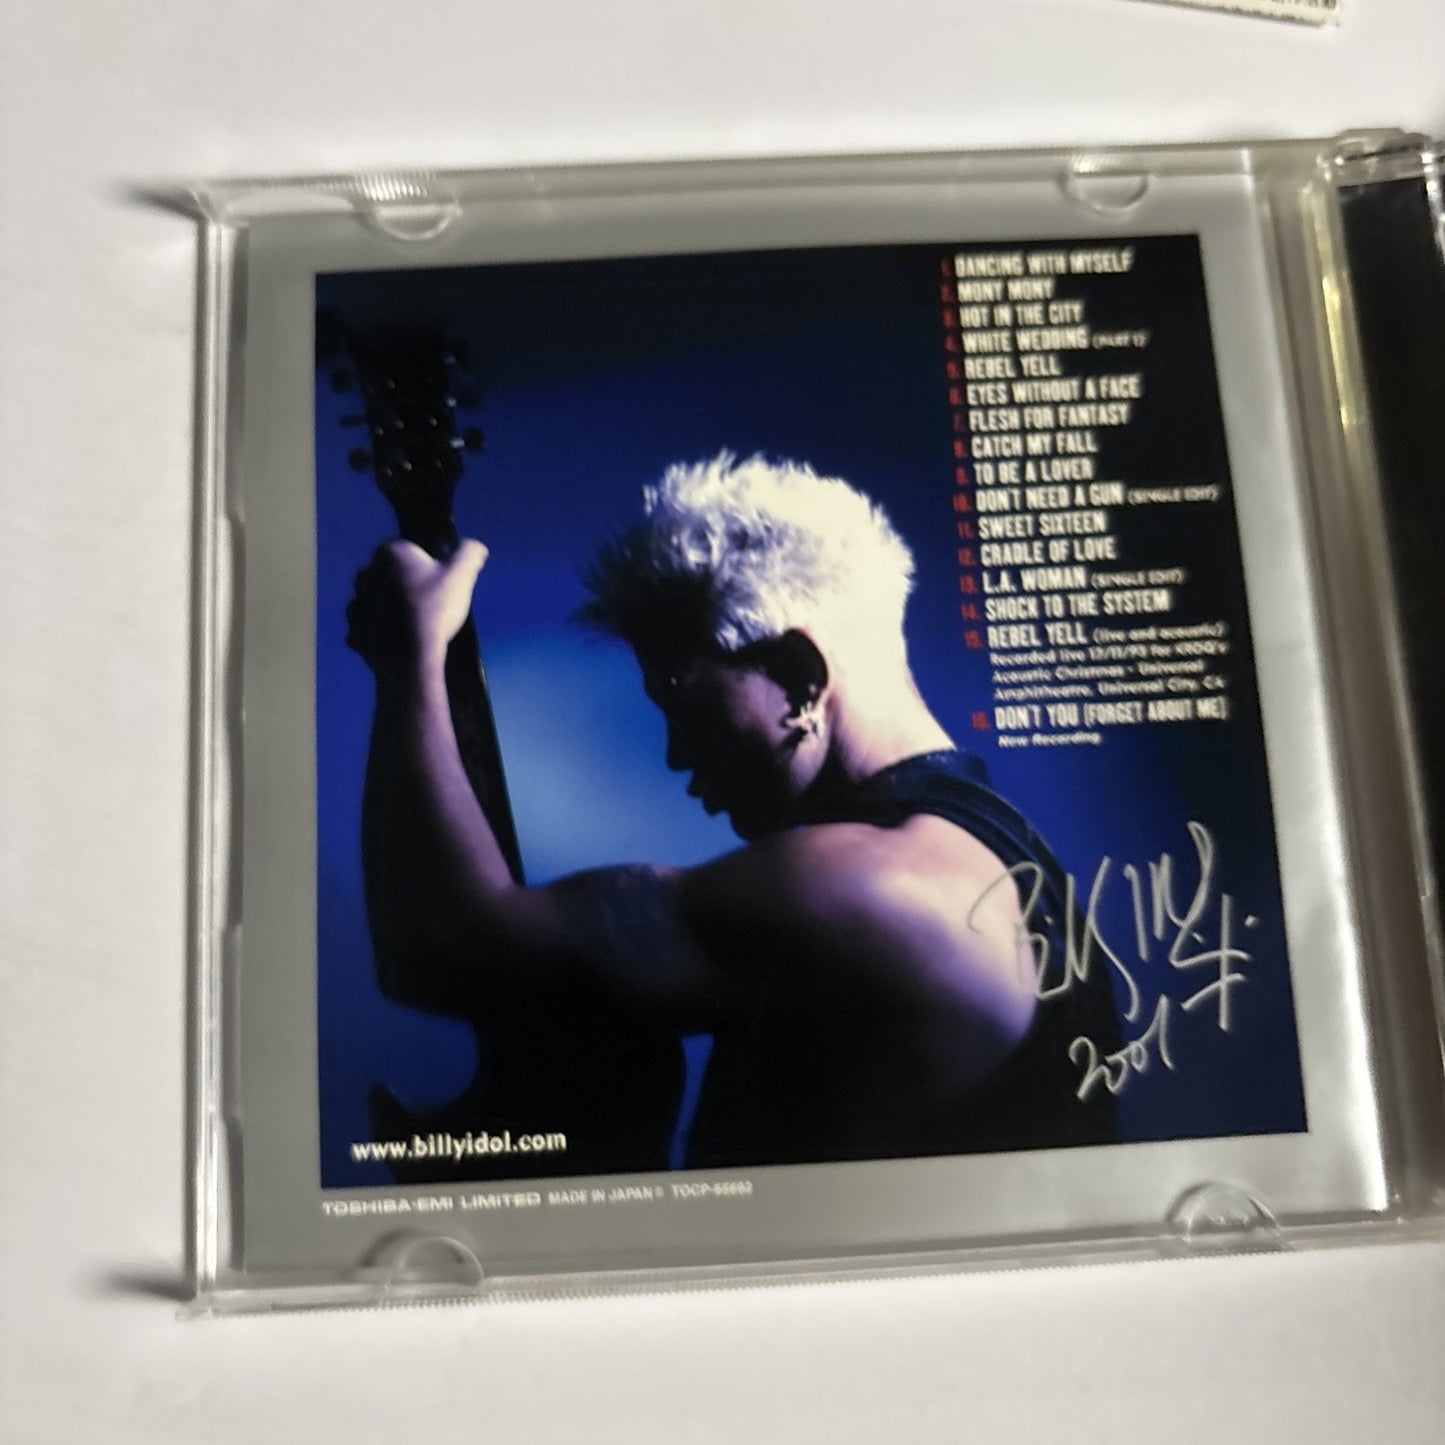 1. DANCING WITH MYSELF
2. MONY MONY
3. HOT IN THE CITY
4. WHITE WEDDING (PART 1)
5. REBEL YELL
6. EYES WITHOUT A FACE
7. FLESH FOR FANTASY
8. CATCH MY FALL
9. TO BE A LOVER
10. DON'T NEED A GUN (SINGLE EDIT)
11. SWEET SIXTEEN
12. CRADLE OF LOVE
13. L.A. WOMAN (SINGLE EDIT)
14. SHOCK TO THE SYSTEM
15. REBEL YELL (live and acoustic)
Recorded live 12/11/93 for KROQ's
Acoustic Christmas - Universal
Amphitheatre, Universal City, CA
16. DON'T YOU (FORGET ABOUT ME)
New Recording
Billy Idol
2001
www.billyidol.com
TOSHIBA-EMI LIMITED MADE IN JAPAN TOCP-65692